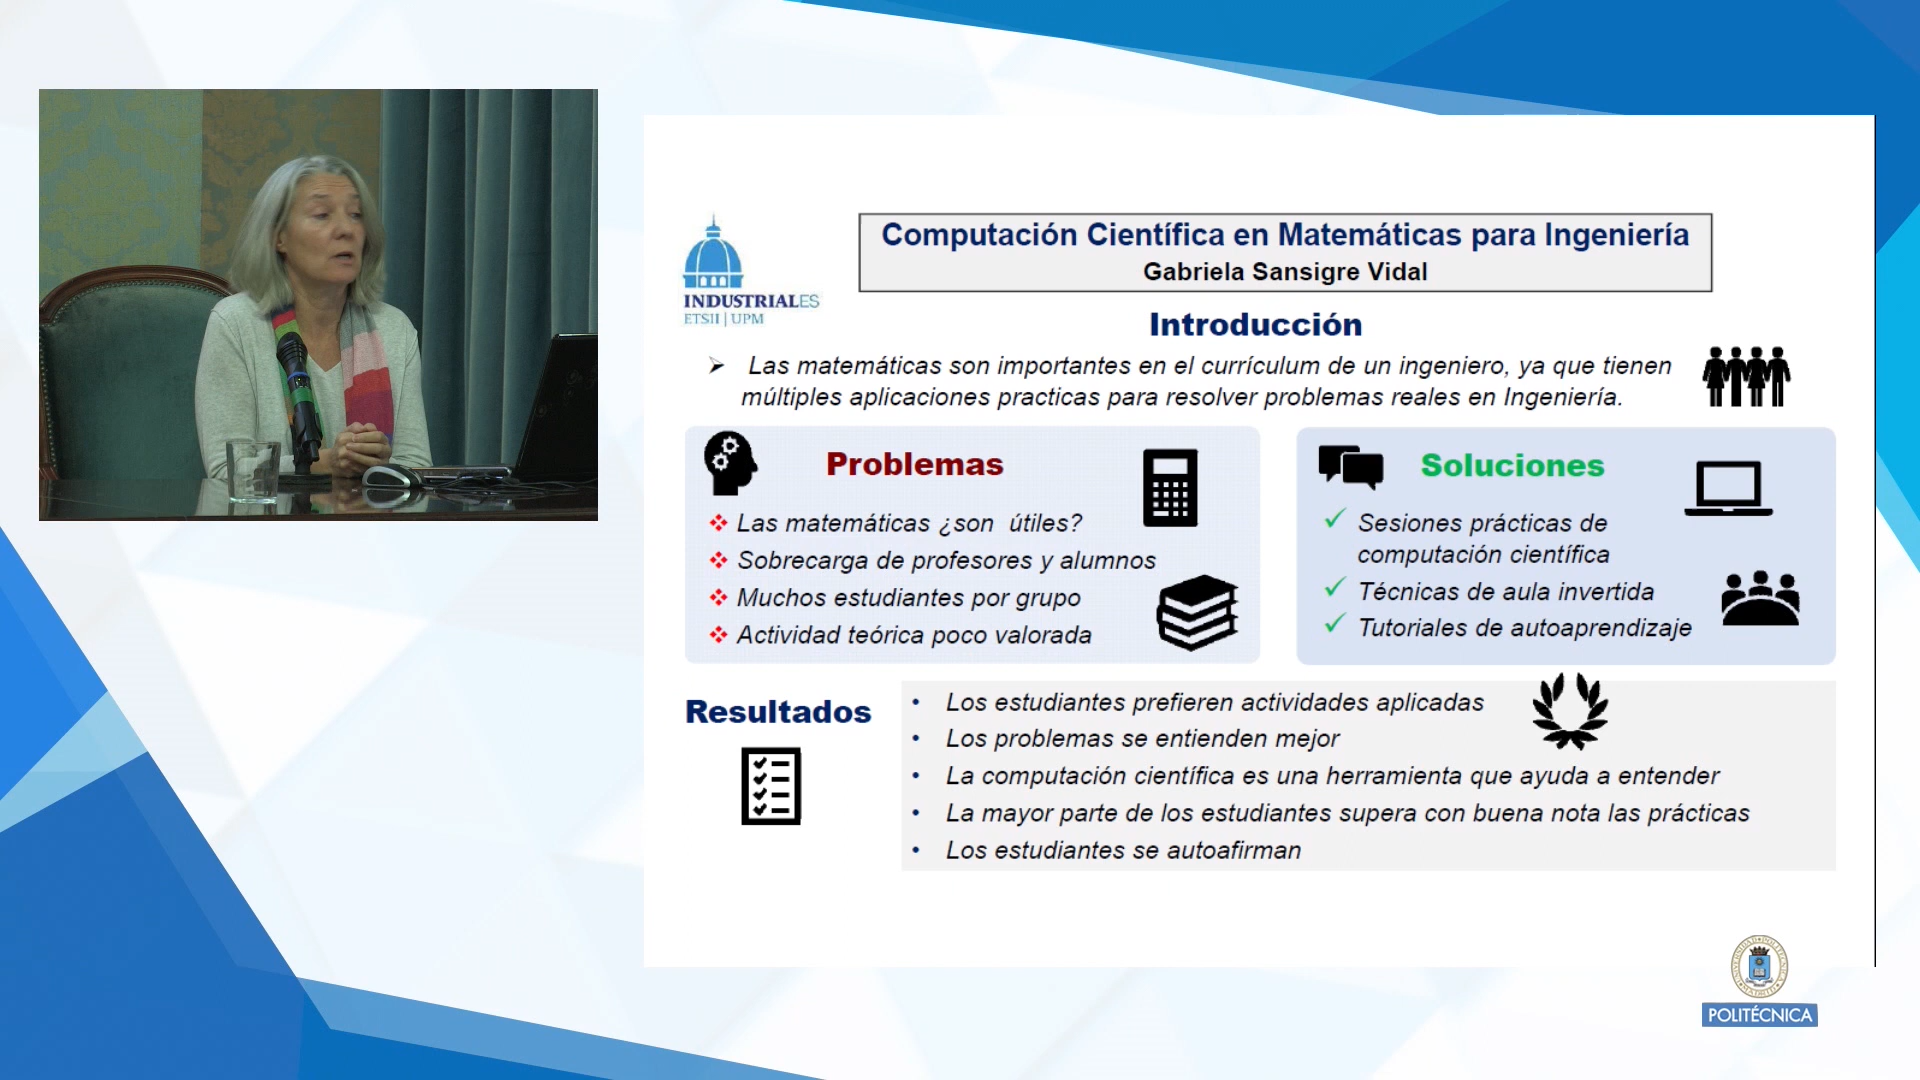 Computación Científica en Matemáticas para Ingeniería
Gabriela Sansigre Vidal
INDUSTRIALES
ETSII | UPM
Introducción
Las matemáticas son importantes en el currículum de un ingeniero, ya que tienen
múltiples aplicaciones practicas para resolver problemas reales en Ingeniería.
Problemas
Las matemáticas ¿son útiles?
Sobrecarga de profesores y alumnos
Muchos estudiantes por grupo
Actividad teórica poco valorada
Soluciones
Sesiones prácticas de
computación científica
Técnicas de aula invertida
Tutoriales de autoaprendizaje
Resultados
Los estudiantes prefieren actividades aplicadas
Los problemas se entienden mejor
La computación científica es una herramienta que ayuda a entender
La mayor parte de los estudiantes supera con buena nota las prácticas
Los estudiantes se autoafirman
POLITÉCNICA